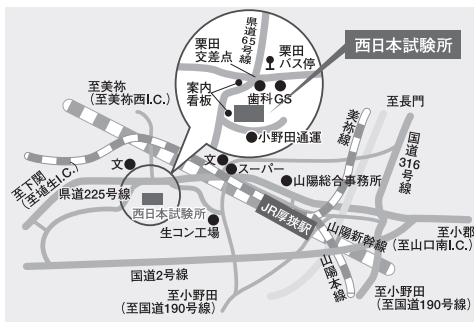 県道65号線
栗田
交差点
栗田
バス停
西日本試験所
案内
看板
歯科
GS
小野田通運
至美祢
(至美祢西I.C.)
至長門
美祢線
国道316号線
文
文
スーパー
山陽総合事務所
至下関
(至埴生I.C.)
県道225号線
西日本試験所
生コン工場
JR厚狭駅
山陽新幹線
至小郡
(至山口南I.C.)
山陽本線
国道2号線
至小野田
(至国道190号線)
至小野田
(至国道190号線)